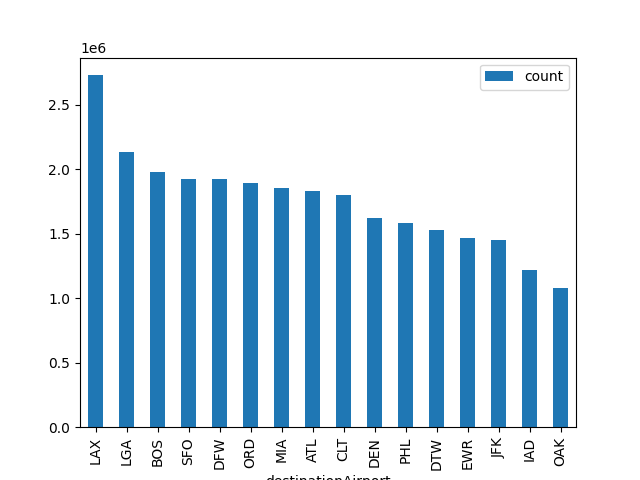 1e6
count
2.5
2.0
1.5
1.0
0.5
0.0
LAX LGA BOS SFO DFW ORD MIA ATL CLT DEN PHL DTW EWR JFK IAD OAK
destinationAirport